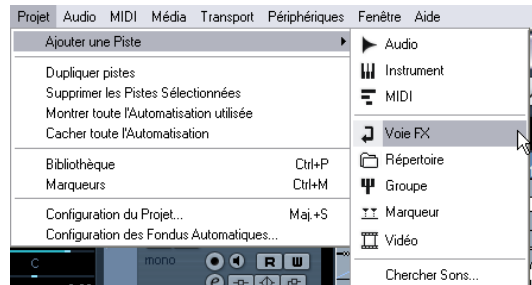 Projet Audio MIDI Média Transport Périphériques Fenêtre Aide
Ajouter une Piste
Dupliquer pistes
Supprimer les Pistes Sélectionnées
Montrer toute l'Automatisation utilisée
Cacher toute l'Automatisation
Bibliothèque Ctrl+P
Marqueurs Ctrl+M
Configuration du Projet... Maj.+S
Configuration des Fondus Automatiques...
Audio
Instrument
MIDI
Voie FX
Répertoire
Groupe
Marqueur
Vidéo
Chercher Sons...
C
mono
R W
e